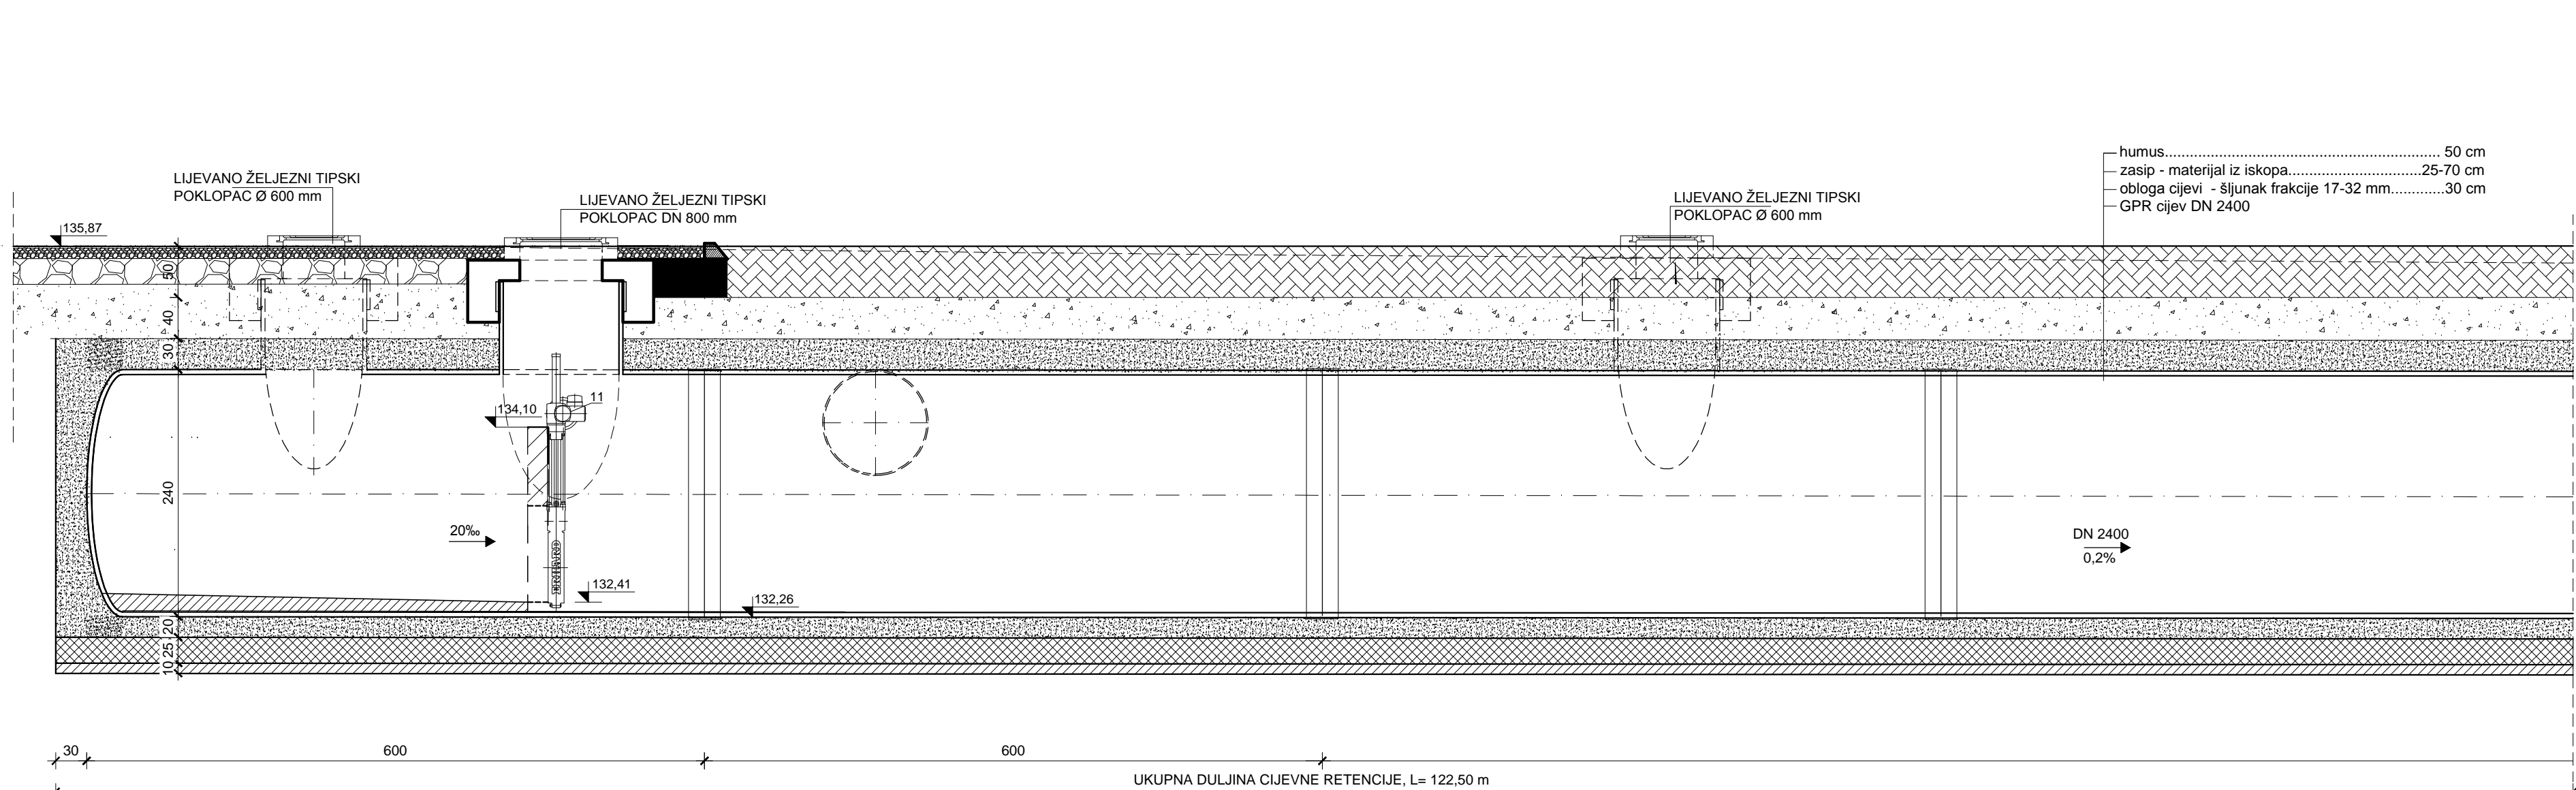 humus................................................................. 50 cm
zasip - materijal iz iskopa................................25-70 cm
obloga cijevi - šljunak frakcije 17-32 mm.............30 cm
GPR cijev DN 2400
LIJEVANO ŽELJEZNI TIPSKI
POKLOPAC Ø 600 mm
LIJEVANO ŽELJEZNI TIPSKI
POKLOPAC DN 800 mm
LIJEVANO ŽELJEZNI TIPSKI
POKLOPAC Ø 600 mm
135,87
50
40
30
11
134,10
240
20‰
DN 2400
0,2%
132,41
132,26
20
25
10
30
600
600
UKUPNA DULJINA CIJEVNE RETENCIJE, L= 122,50 m